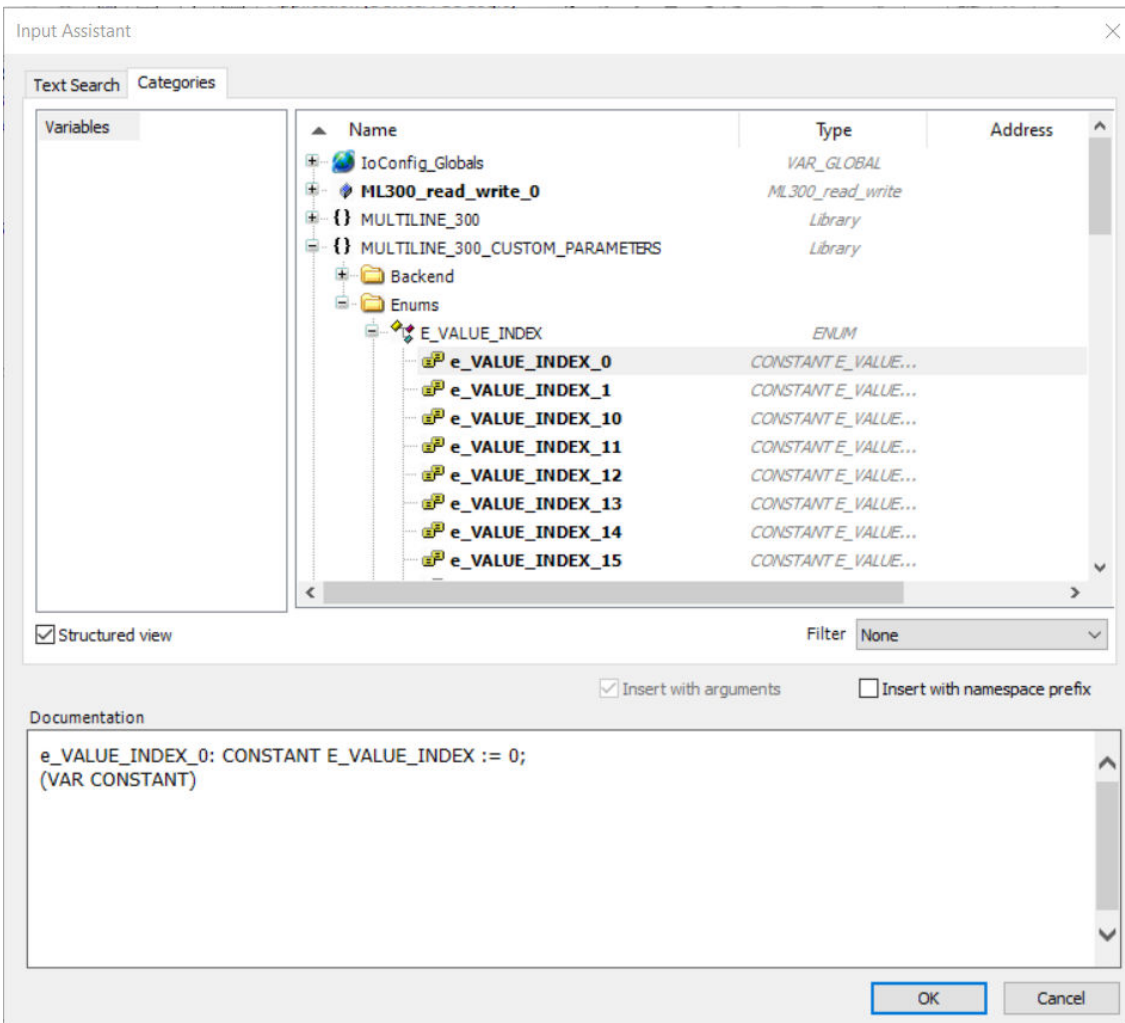 Input Assistant
Text Search Categories
Variables
Name Type Address
IoConfig_Globals VAR_GLOBAL
ML300_read_write_0 ML300_read_write
{} MULTILINE_300 Library
{} MULTILINE_300_CUSTOM_PARAMETERS Library
Backend
Enums
E_VALUE_INDEX ENUM
e_VALUE_INDEX_0 CONSTANT E_VALUE...
e_VALUE_INDEX_1 CONSTANT E_VALUE...
e_VALUE_INDEX_10 CONSTANT E_VALUE...
e_VALUE_INDEX_11 CONSTANT E_VALUE...
e_VALUE_INDEX_12 CONSTANT E_VALUE...
e_VALUE_INDEX_13 CONSTANT E_VALUE...
e_VALUE_INDEX_14 CONSTANT E_VALUE...
e_VALUE_INDEX_15 CONSTANT E_VALUE...
Structured view Filter None
Insert with arguments Insert with namespace prefix
Documentation
e_VALUE_INDEX_0: CONSTANT E_VALUE_INDEX := 0;
(VAR CONSTANT)
OK Cancel